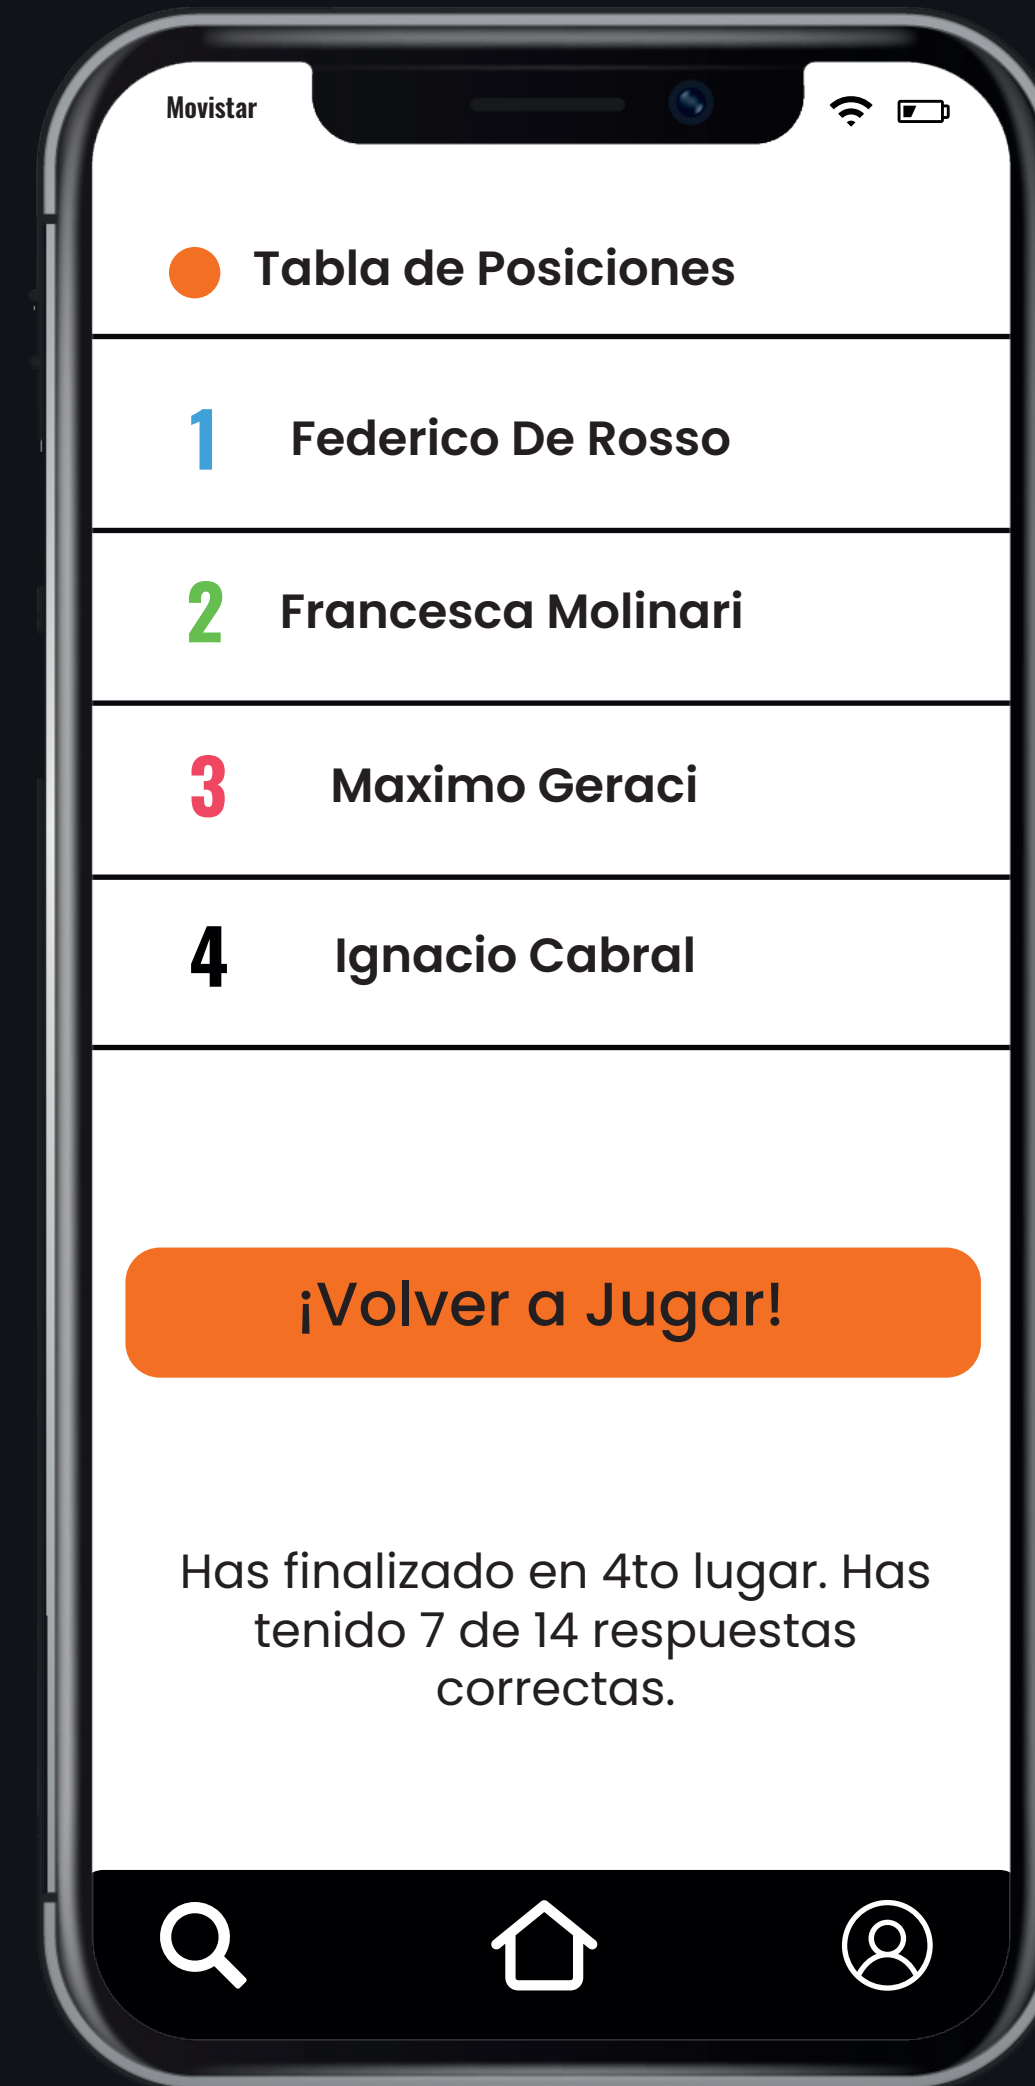 Movistar
Tabla de Posiciones
1 Federico De Rosso
2 Francesca Molinari
3 Maximo Geraci
4 Ignacio Cabral
¡Volver a Jugar!
Has finalizado en 4to lugar. Has
tenido 7 de 14 respuestas
correctas.